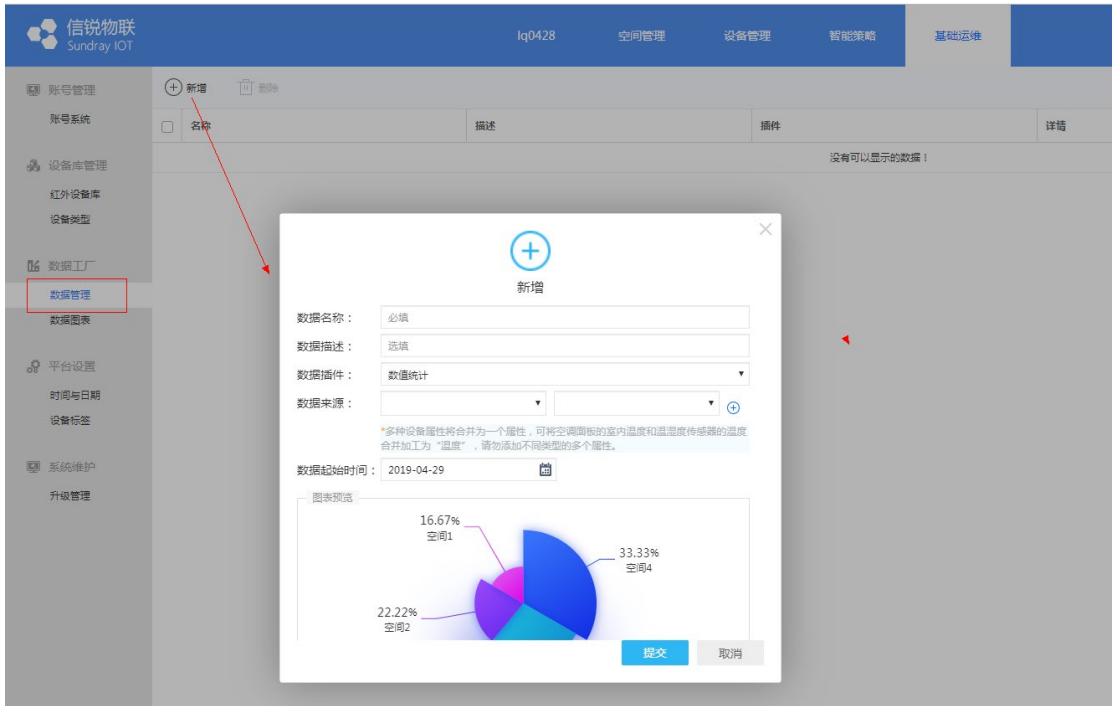 信锐物联
Sundray IOT
lq0428
空间管理
设备管理
智能策略
基础运维
账号管理
账号系统
设备库管理
红外设备库
设备类型
数据工厂
数据管理
数据图表
平台设置
时间与日期
设备标签
系统维护
升级管理
新增
删除
名称
描述
插件
详情
没有可以显示的数据！
新增
数据名称：
必填
数据描述：
选填
数据插件：
数值统计
数据来源：
*多种设备属性将合并为一个属性，可将空调面板的室内温度和温湿度传感器的温度
合并加工为“温度”，请勿添加不同类型的多个属性。
数据起始时间：
2019-04-29
图表预览
16.67%
空间1
33.33%
空间4
22.22%
空间2
提交
取消